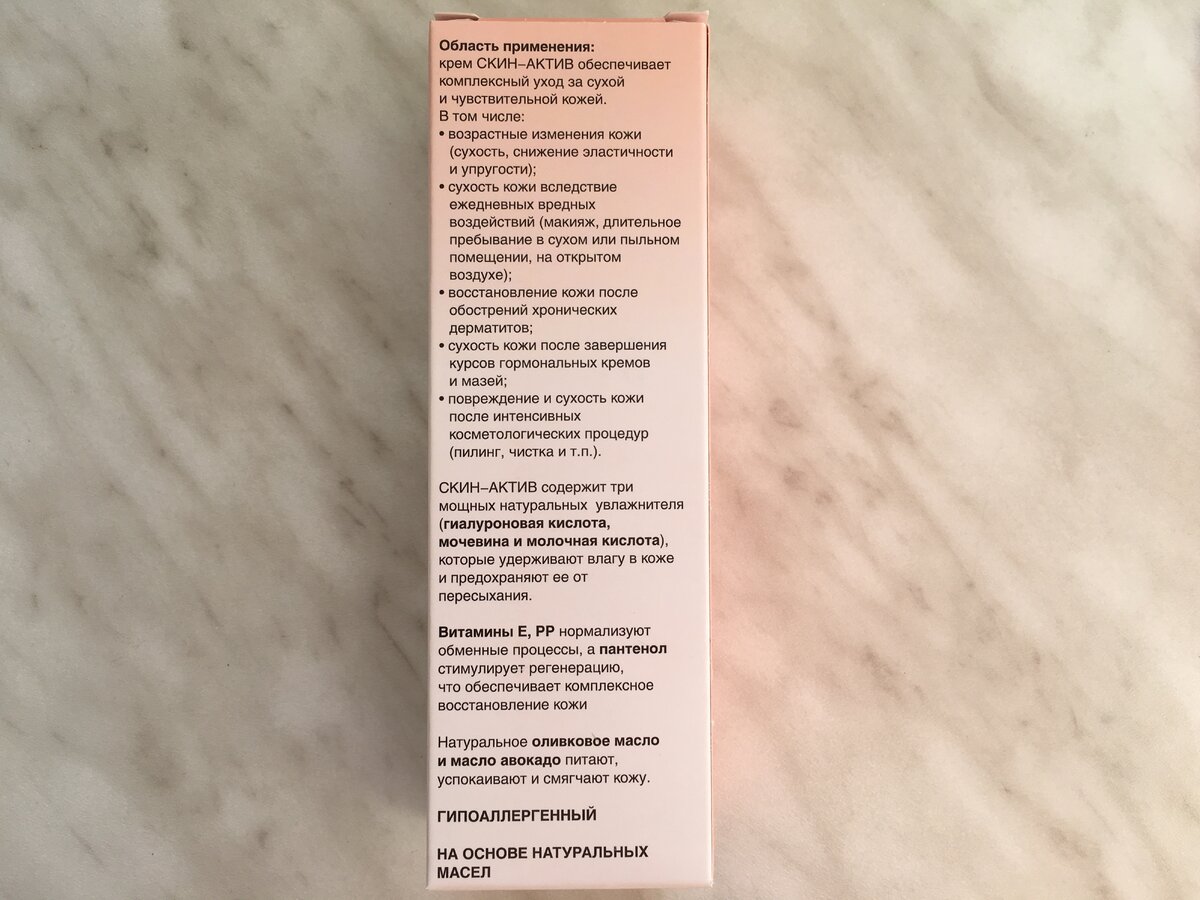 Область применения:
крем СКИН–АКТИВ обеспечивает
комплексный уход за сухой
и чувствительной кожей.
В том числе:
• возрастные изменения кожи
(сухость, снижение эластичности
и упругости);
• сухость кожи вследствие
ежедневных вредных
воздействий (макияж, длительное
пребывание в сухом или пыльном
помещении, на открытом
воздухе);
• восстановление кожи после
обострений хронических
дерматитов;
• сухость кожи после завершения
курсов гормональных кремов
и мазей;
• повреждение и сухость кожи
после интенсивных
косметологических процедур
(пилинг, чистка и т.п.).
СКИН–АКТИВ содержит три
мощных натуральных увлажнителя
(гиалуроновая кислота,
мочевина и молочная кислота),
которые удерживают влагу в коже
и предохраняют ее от
пересыхания.
Витамины Е, РР нормализуют
обменные процессы, а пантенол
стимулирует регенерацию,
что обеспечивает комплексное
восстановление кожи
Натуральное оливковое масло
и масло авокадо питают,
успокаивают и смягчают кожу.
ГИПОАЛЛЕРГЕННЫЙ
НА ОСНОВЕ НАТУРАЛЬНЫХ
МАСЕЛ